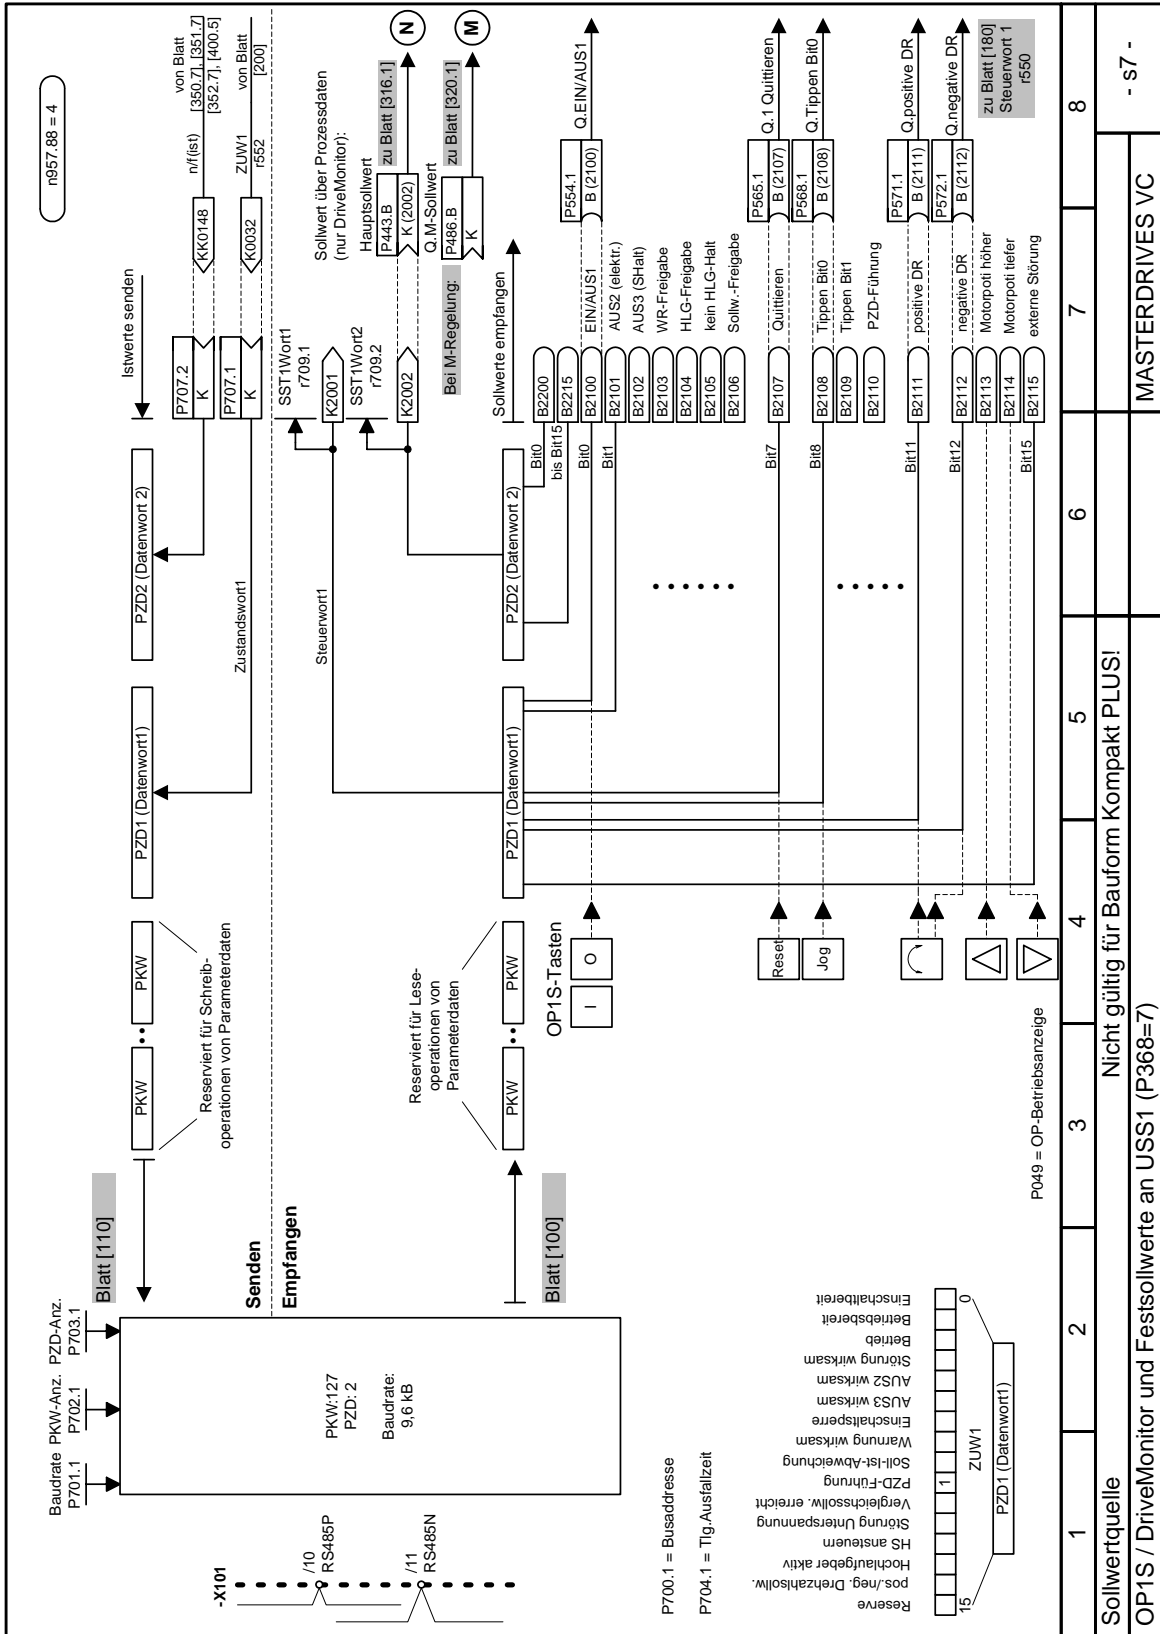 n957.88 = 4
Baudrate
P701.1
PKW-Anz.
P702.1
PZD-Anz.
P703.1
PKW:127
PZD: 2
Baudrate:
9,6 kB
-X101
/10
RS485P
/11
RS485N
Blatt [110]
Senden
Empfangen
Blatt [100]
PKW
PKW
Reserviert für Schreib-
operationen von Parameterdaten
PZD1 (Datenwort1)
PZD2 (Datenwort 2)
Istwerte senden
Zustandswort1
P707.2
K
KK0148
n/f(ist)
von Blatt
[350.7], [351.7]
[352.7], [400.5]
P707.1
K
K0032
ZUW1
r552
von Blatt
[200]
SST1Wort1
r709.1
K2001
Steuerwort1
SST1Wort2
r709.2
K2002
Sollwert über Prozessdaten
(nur DriveMonitor):
Hauptsollwert
P443.B
K (2002)
zu Blatt [316.1]
N
Bei M-Regelung:
Q.M-Sollwert
P486.B
K
zu Blatt [320.1]
M
PKW
PKW
Reserviert für Lese-
operationen von
Parameterdaten
PZD1 (Datenwort1)
PZD2 (Datenwort 2)
Sollwerte empfangen
Bit0
B2200
bis Bit15
B2215
OP1S-Tasten
I
O
Bit0
B2100
EIN/AUS1
P554.1
B (2100)
Q.EIN/AUS1
Bit1
B2101
AUS2 (elektr.)
B2102
AUS3 (SHalt)
B2103
WR-Freigabe
B2104
HLG-Freigabe
B2105
kein HLG-Halt
B2106
Sollw.-Freigabe
Reset
Bit7
B2107
Quittieren
P565.1
B (2107)
Q.1 Quittieren
Jog
Bit8
B2108
Tippen Bit0
P568.1
B (2108)
Q.Tippen Bit0
B2109
Tippen Bit1
B2110
PZD-Führung
Bit11
B2111
positive DR
P571.1
B (2111)
Q.positive DR
Bit12
B2112
negative DR
P572.1
B (2112)
Q.negative DR
B2113
Motorpoti höher
B2114
Motorpoti tiefer
Bit15
B2115
externe Störung
zu Blatt [180]
Steuerwort 1
r550
P700.1 = Busaddresse
P704.1 = Tlg.Ausfallzeit
P049 = OP-Betriebsanzeige
Reserve
pos./neg. Drehzahlsollw.
Hochlaufgeber aktiv
HS ansteuern
Störung Unterspannung
Vergleichssollw. erreicht
PZD-Führung
Soll-Ist-Abweichung
Warnung wirksam
Einschaltsperre
AUS3 wirksam
AUS2 wirksam
Störung wirksam
Betrieb
Betriebsbereit
Einschaltbereit
1
15
ZUW1
0
PZD1 (Datenwort1)
1
2
3
4
5
6
7
8
Sollwertquelle
Nicht gültig für Bauform Kompakt PLUS!
OP1S / DriveMonitor und Festsollwerte an USS1 (P368=7)
MASTERDRIVES VC
- s7 -